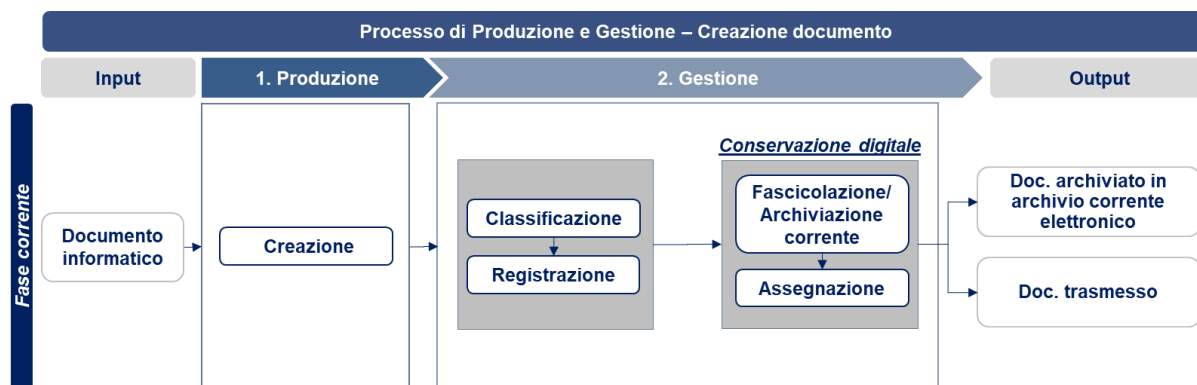 Processo di Produzione e Gestione – Creazione documento
Input
1. Produzione
2. Gestione
Output
Fase corrente
Documento
informatico
Creazione
Classificazione
Registrazione
Conservazione digitale
Fascicolazione/
Archiviazione
corrente
Assegnazione
Doc. archiviato in
archivio corrente
elettronico
Doc. trasmesso